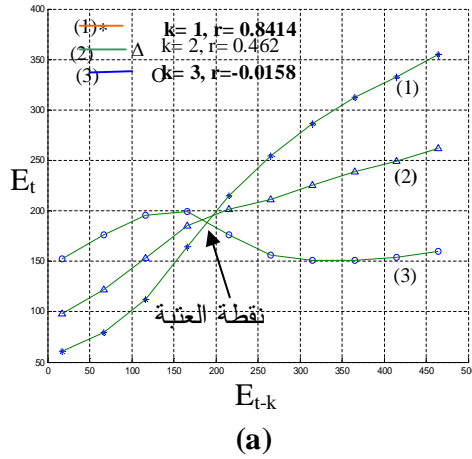 (1) * k= 1, r= 0.8414
(2) Δ k= 2, r= 0.462
(3) O k= 3, r=-0.0158
400
350
300
250
200
150
100
50
E_t
(1)
(2)
(3)
نقطة العتبة
0 50 100 150 200 250 300 350 400 450 500
E_{t-k}
(a)